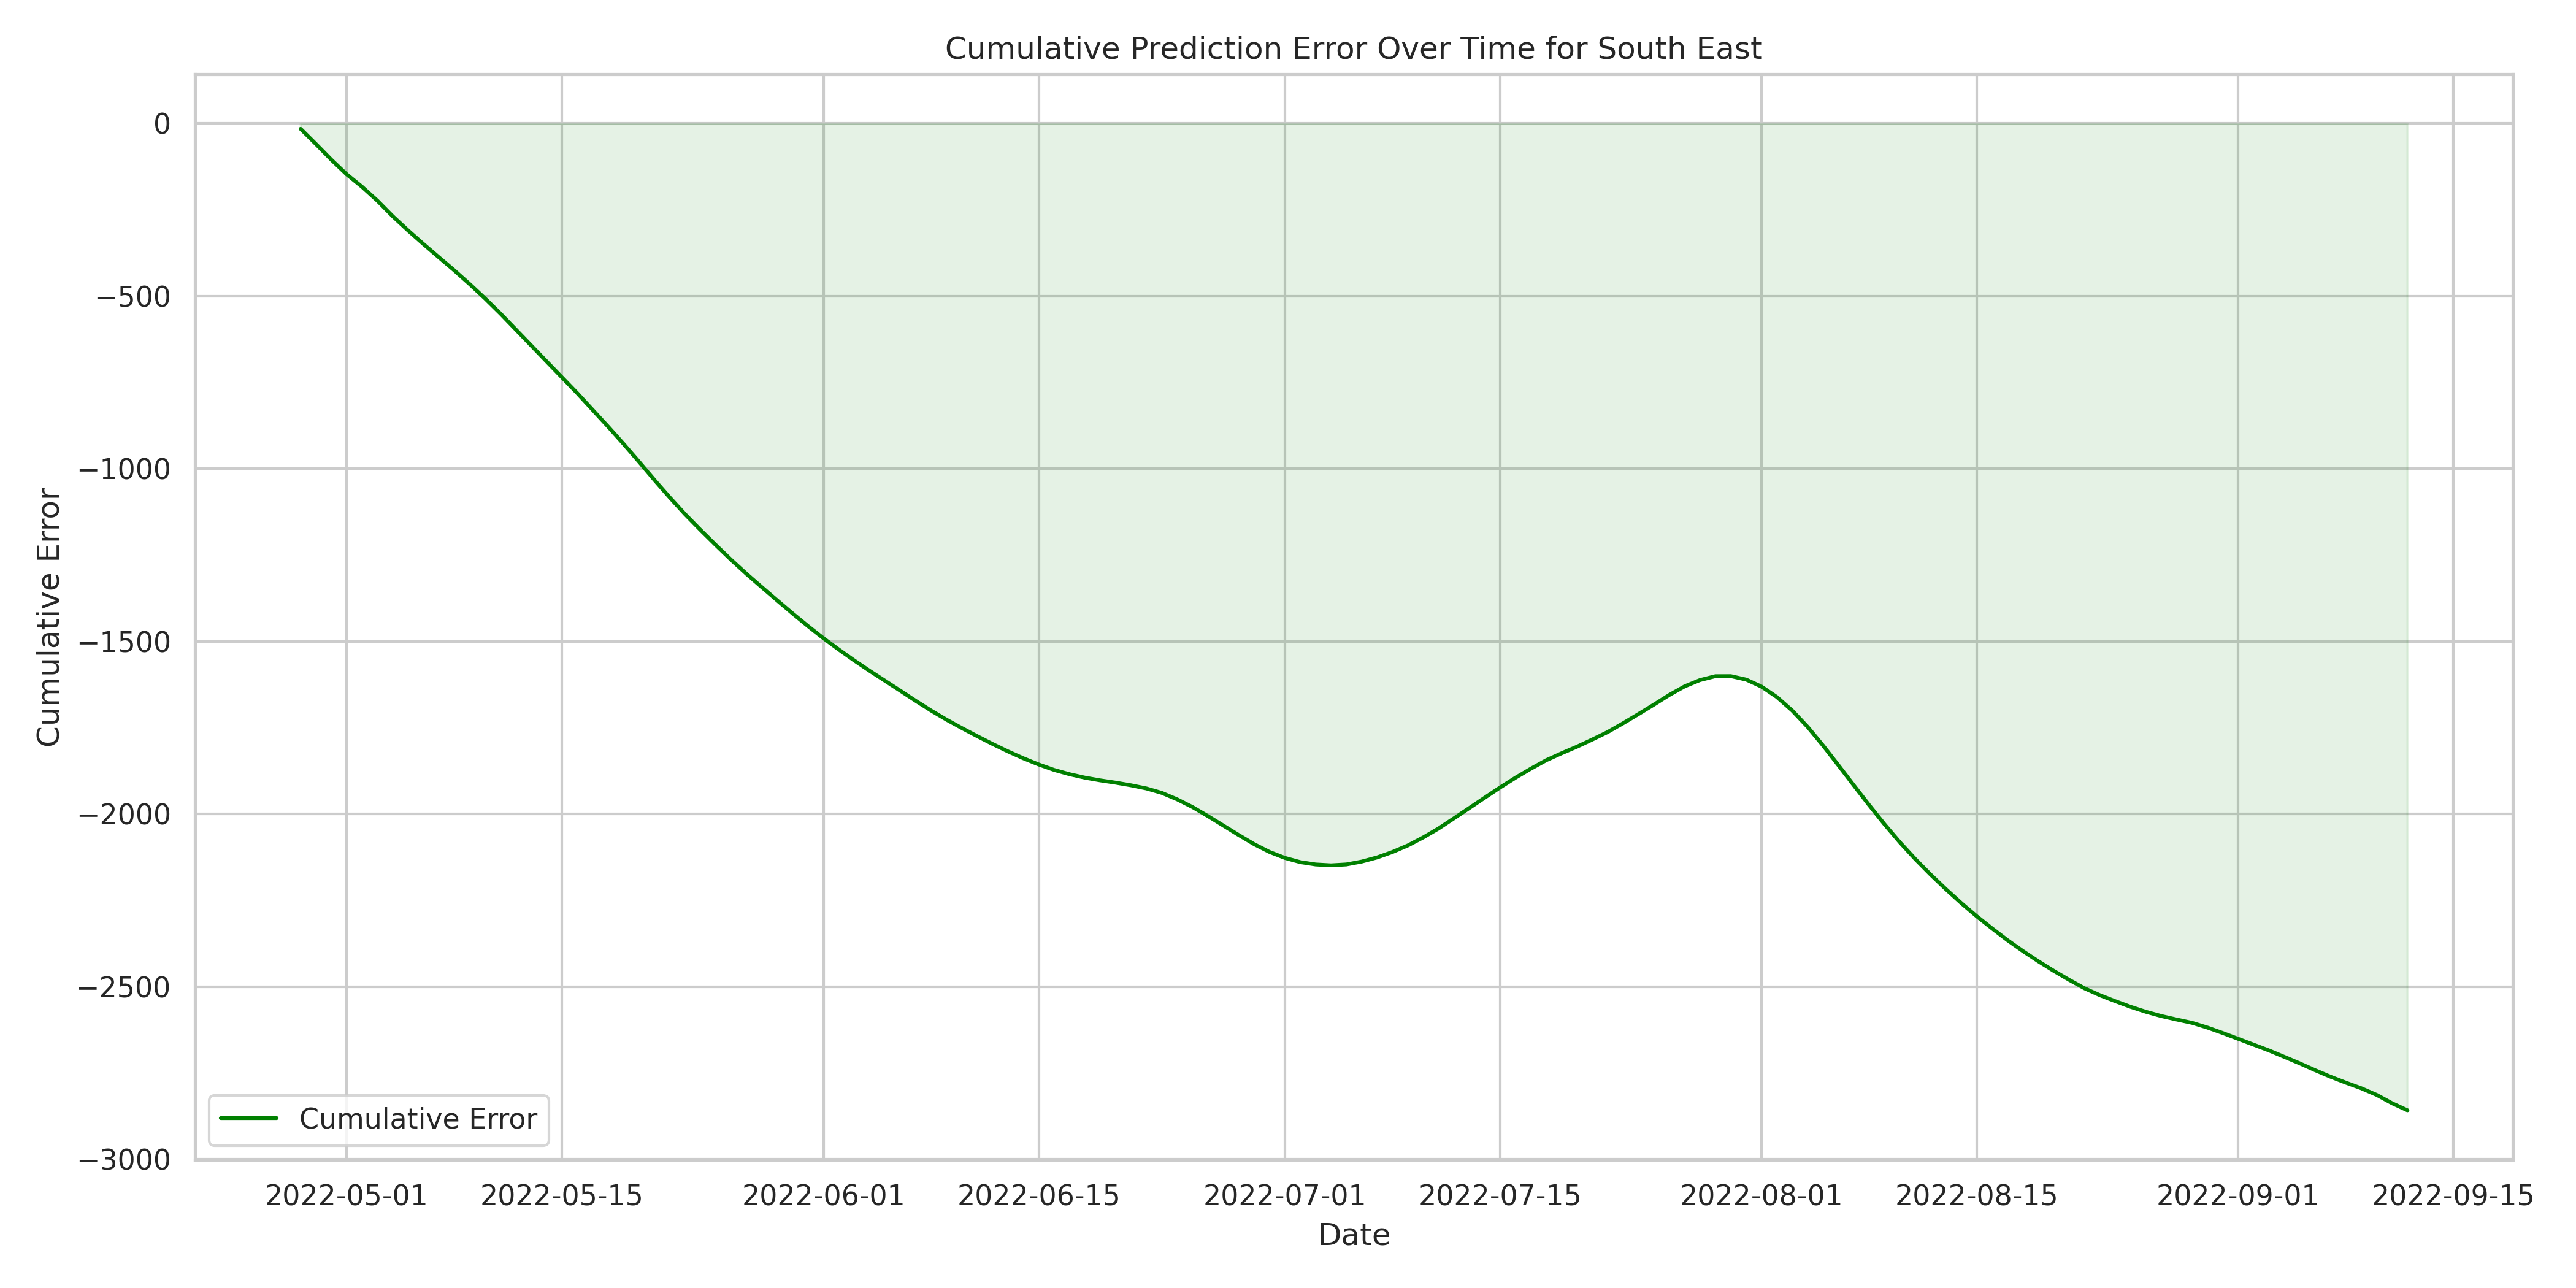 Cumulative Prediction Error Over Time for South East
0
−500
−1000
−1500
−2000
−2500
−3000
Cumulative Error
Cumulative Error
2022-05-01 2022-05-15 2022-06-01 2022-06-15 2022-07-01 2022-07-15 2022-08-01 2022-08-15 2022-09-01 2022-09-15
Date